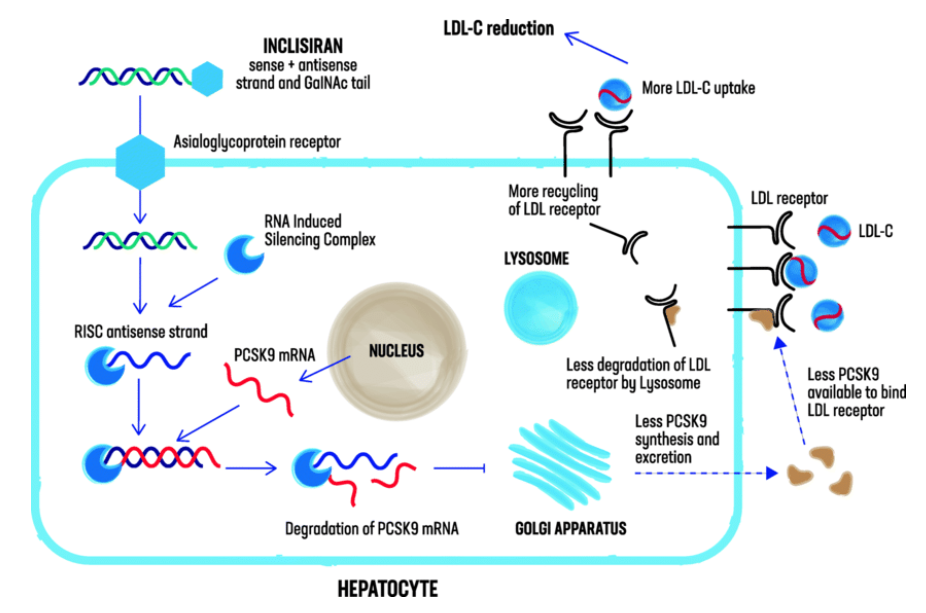 LDL-C reduction
INCLISIRAN
sense + antisense
strand and GalNAc tail
More LDL-C uptake
Asialoglycoprotein receptor
More recycling
of LDL receptor
LDL receptor
RNA Induced
Silencing Complex
LDL-C
LYSOSOME
RISC antisense strand
NUCLEUS
PCSK9 mRNA
Less degradation of LDL
receptor by Lysosome
Less PCSK9
available to bind
LDL receptor
Less PCSK9
synthesis and
excretion
Degradation of PCSK9 mRNA
GOLGI APPARATUS
HEPATOCYTE